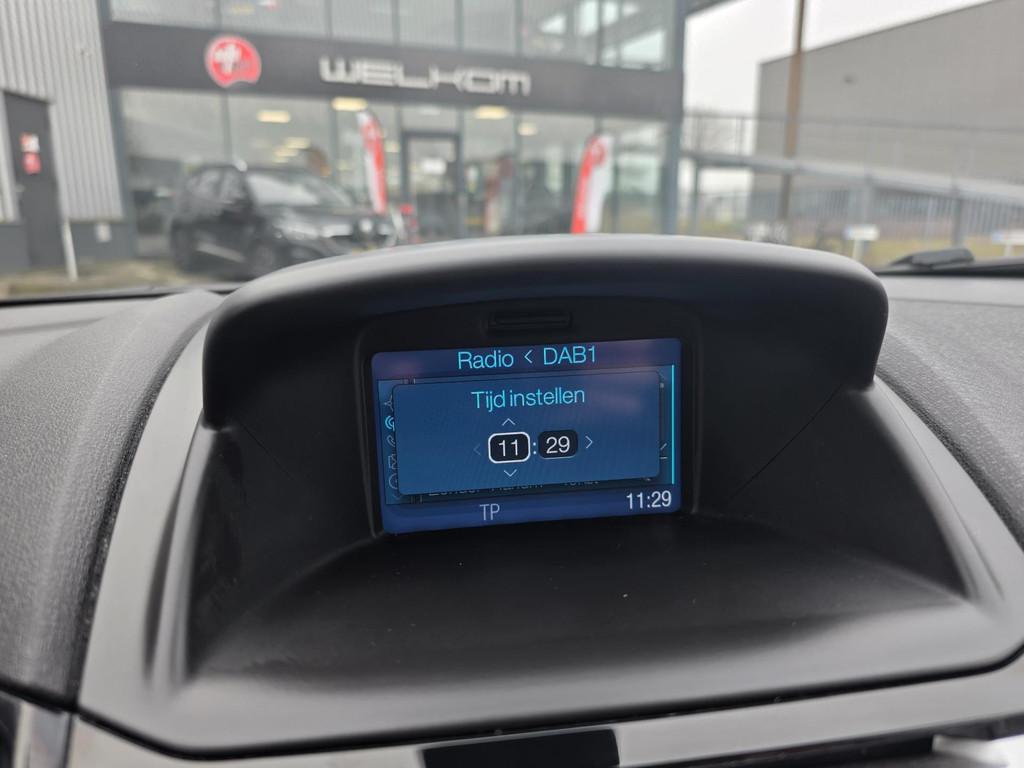 WELKOM
Radio < DAB1
Tijd instellen
11 : 29
TP
11:29